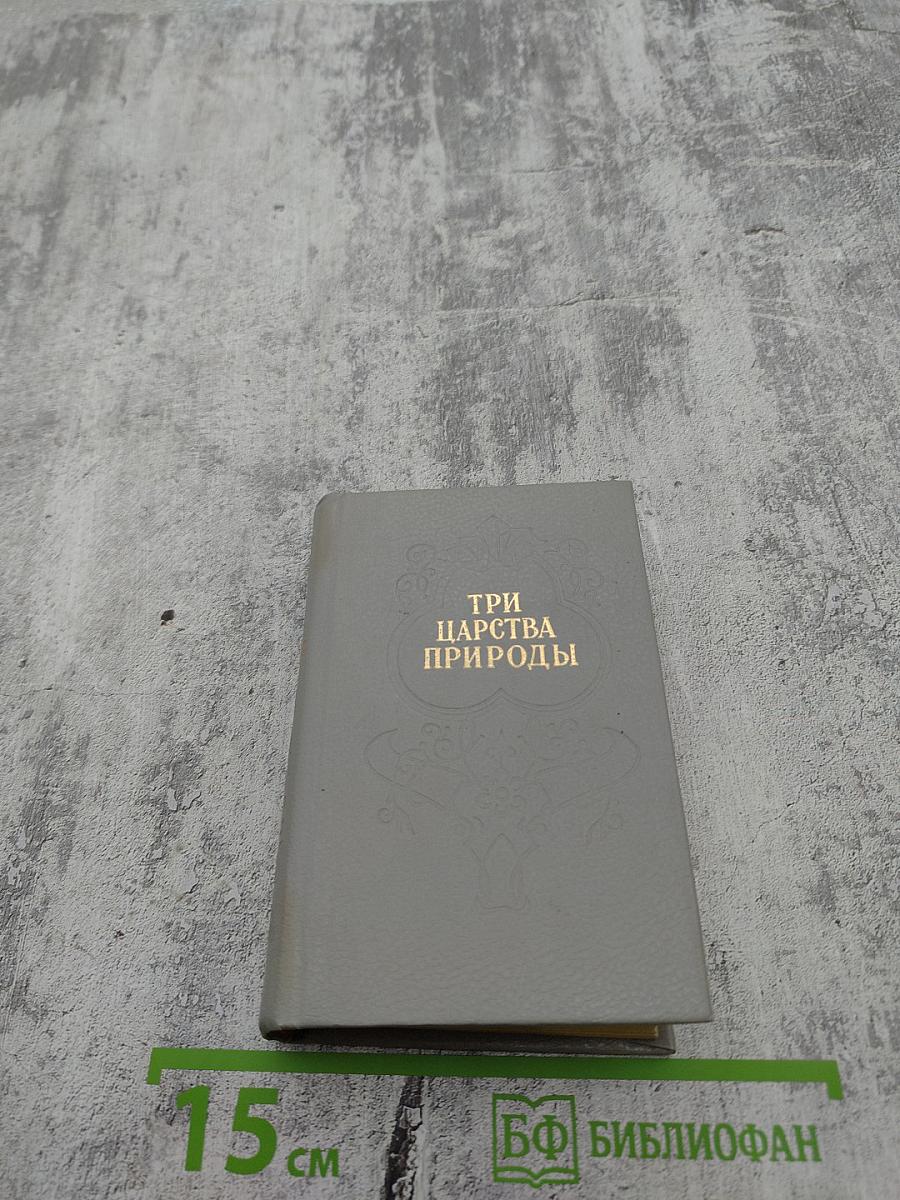 ТРИ
ЦАРСТВА
ПРИРОДЫ
15 см
БФ БИБЛИОФАН